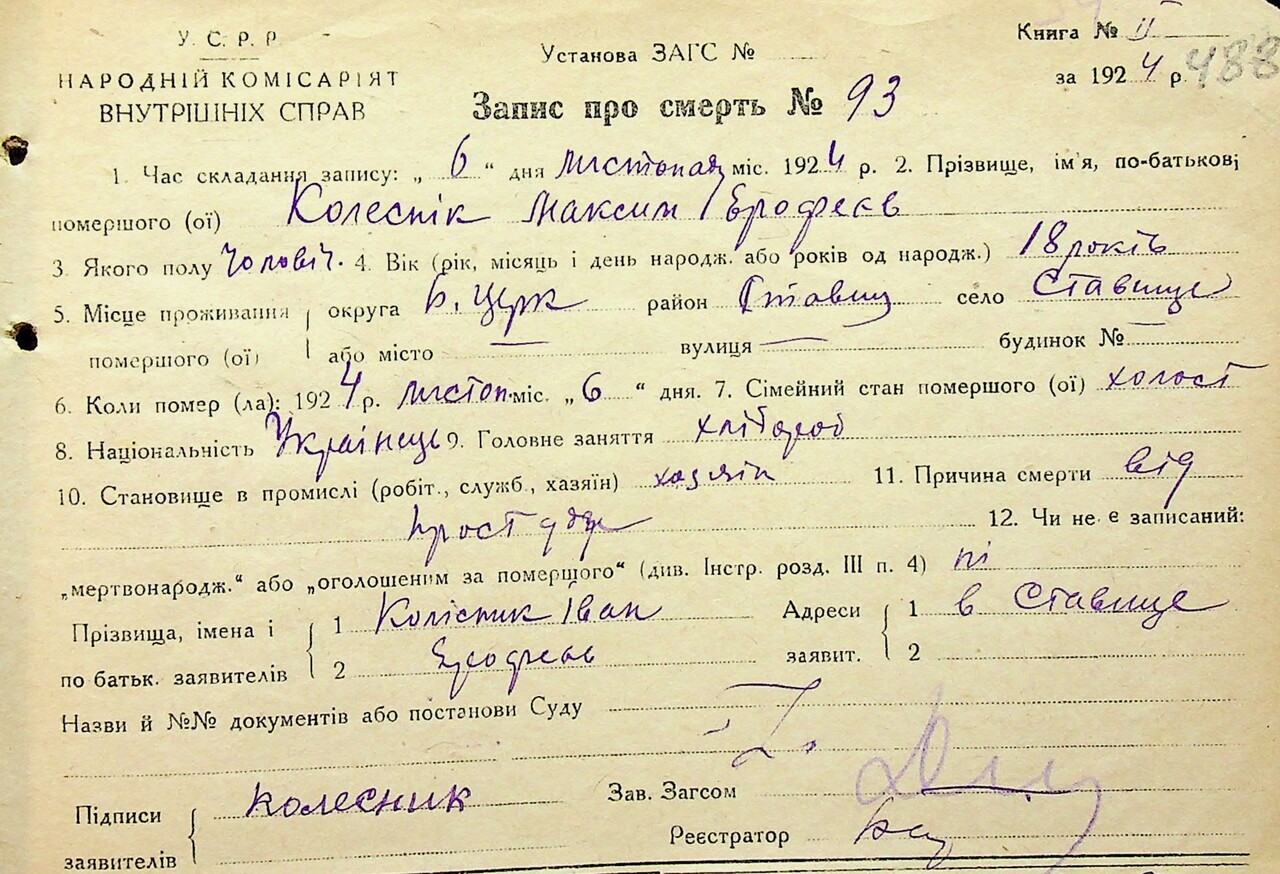 У. С. Р. Р.
НАРОДНІЙ КОМІСАРІЯТ
ВНУТРІШНІХ СПРАВ
Установа ЗАГС №
Книга № ІІ
за 1924 р. 488
Запис про смерть № 93
1. Час складання запису: „ 6 “ дня листопад міс. 1924 р. 2. Прізвище, ім'я, по-батькові
помершого (ої) Колеснік Максим Ерофеєв
3. Якого полу Чоловіч. 4. Вік (рік, місяць і день народж. або років од народж.) 18 років
5. Місце проживання помершого (ої) округа Б. Церк район Ставищ село Ставище
або місто — вулиця — будинок № —
6. Коли помер (ла): 1924 р. листоп. міс. „ 6 “ дня. 7. Сімейний стан помершого (ої) холост
8. Національність Українець 9. Головне заняття хлібороб
10. Становище в промислі (робіт., служб., хазяїн) хазяїн 11. Причина смерти від
простуди 12. Чи не є записаний:
„мертвонародж.“ або „оголошеним за помершого“ (див. Інстр. розд. III п. 4) ні
Прізвища, імена і 1 Колісник Іван Адреси 1 в Ставище
по батьк. заявителів 2 Ерофеєв заявит. 2
Назви й №№ документів або постанови Суду
Підписи заявителів Колесник
Зав. Загсом
Реєстратор